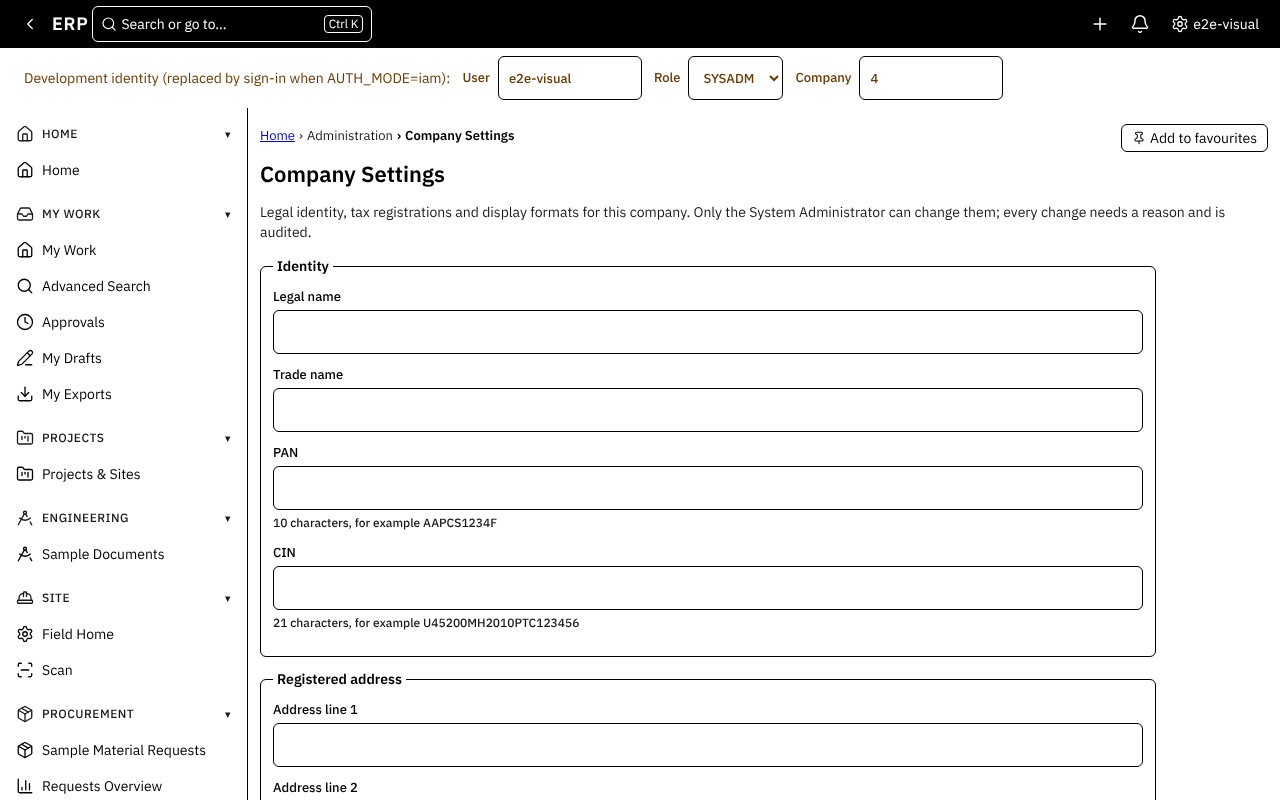 ERP
Search or go to...
Ctrl K
e2e-visual
Development identity (replaced by sign-in when AUTH_MODE=iam):
User
e2e-visual
Role
SYSADM
Company
4
HOME
Home
MY WORK
My Work
Advanced Search
Approvals
My Drafts
My Exports
PROJECTS
Projects & Sites
ENGINEERING
Sample Documents
SITE
Field Home
Scan
PROCUREMENT
Sample Material Requests
Requests Overview
Home › Administration › Company Settings
Add to favourites
Company Settings
Legal identity, tax registrations and display formats for this company. Only the System Administrator can change them; every change needs a reason and is
audited.
Identity
Legal name
Trade name
PAN
10 characters, for example AAPCS1234F
CIN
21 characters, for example U45200MH2010PTC123456
Registered address
Address line 1
Address line 2